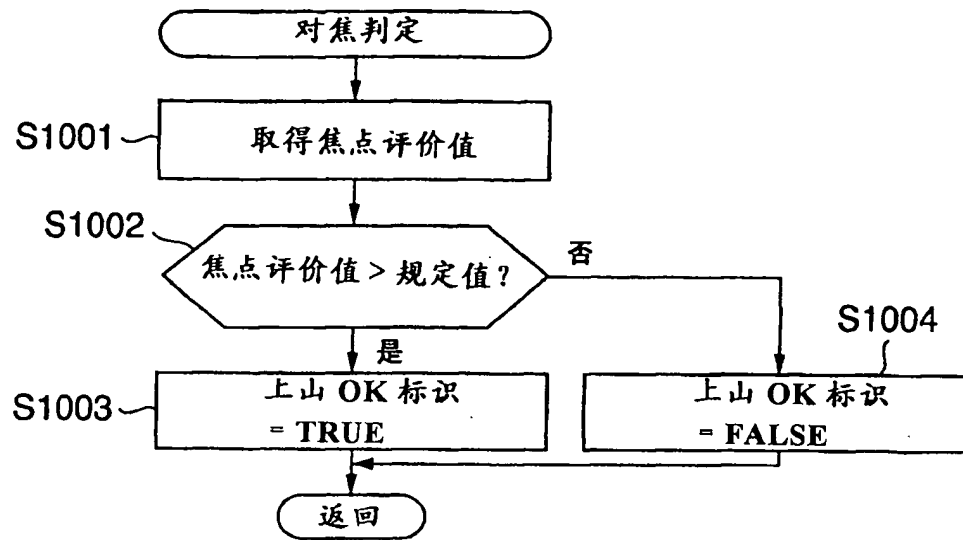 对焦判定
S1001
取得焦点评价值
S1002
焦点评价值 > 规定值？
否
是
S1004
S1003
上山 OK 标识
= TRUE
上山 OK 标识
= FALSE
返回